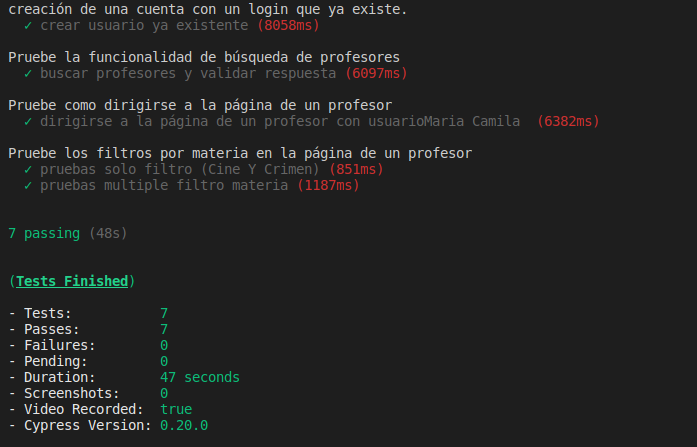 creación de una cuenta con un login que ya existe.
✓ crear usuario ya existente (8058ms)
Pruebe la funcionalidad de búsqueda de profesores
✓ buscar profesores y validar respuesta (6097ms)
Pruebe como dirigirse a la página de un profesor
✓ dirigirse a la página de un profesor con usuarioMaria Camila  (6382ms)
Pruebe los filtros por materia en la página de un profesor
✓ pruebas solo filtro (Cine Y Crimen) (851ms)
✓ pruebas multiple filtro materia (1187ms)
7 passing (48s)
(Tests Finished)
- Tests:           7
- Passes:          7
- Failures:        0
- Pending:         0
- Duration:        47 seconds
- Screenshots:     0
- Video Recorded:  true
- Cypress Version: 0.20.0